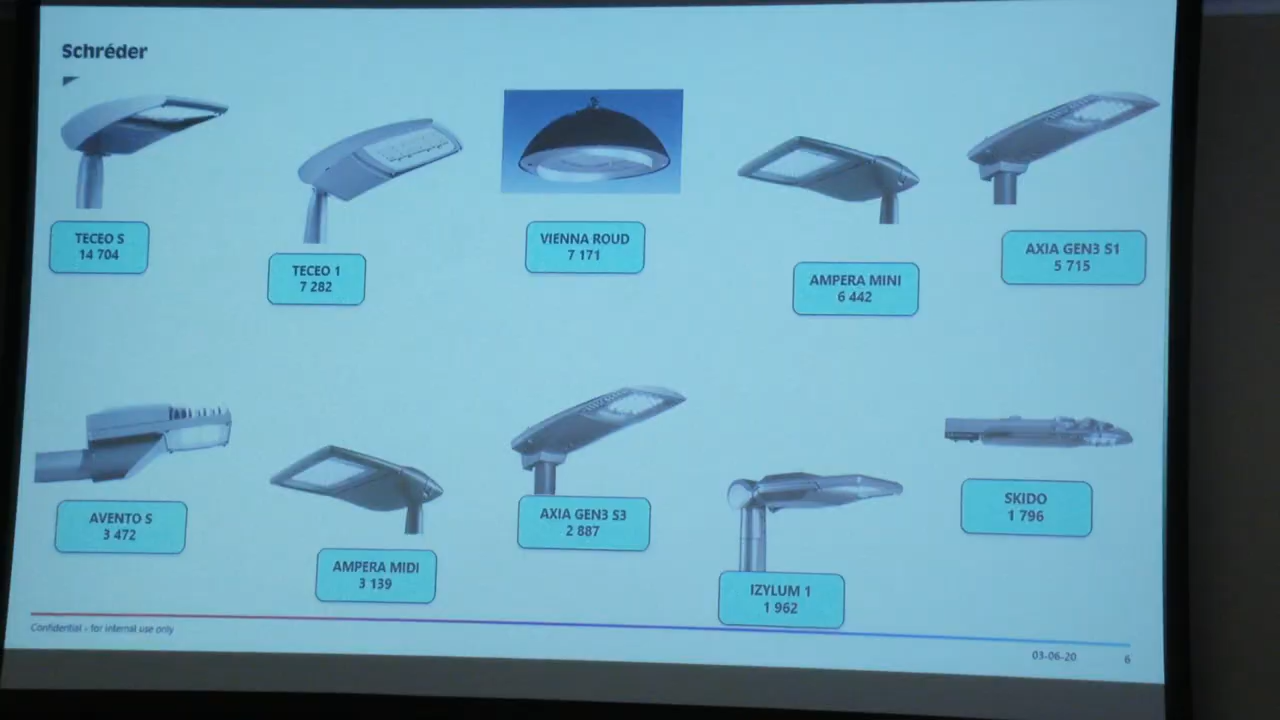 Schréder
TECEO S
14 704
TECEO 1
7 282
VIENNA ROUD
7 171
AMPERA MINI
6 442
AXIA GEN3 S1
5 715
AVENTO S
3 472
AMPERA MIDI
3 139
AXIA GEN3 S3
2 887
IZYLUM 1
1 962
SKIDO
1 796
Confidential - for internal use only
03-06-20
6